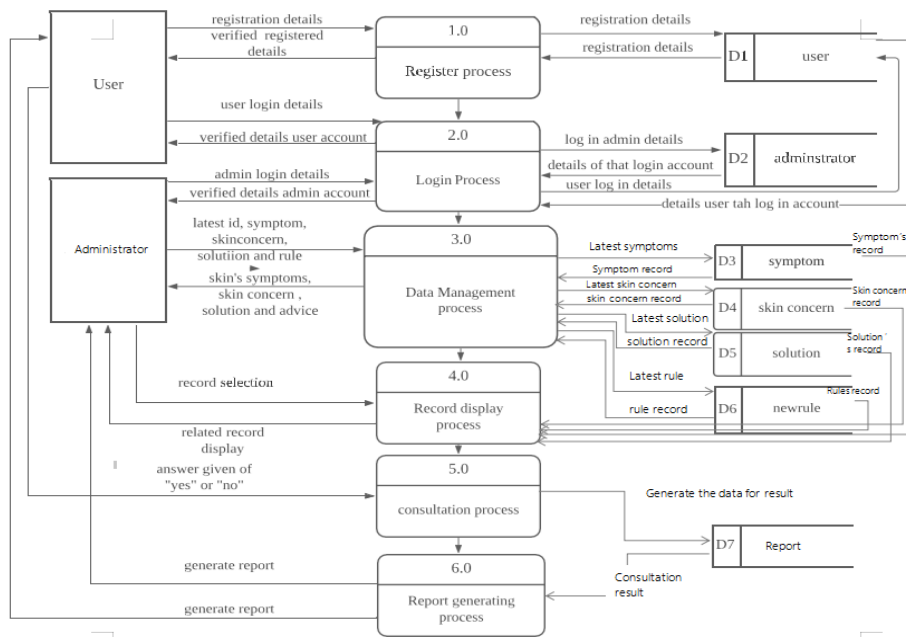 registration details
verified registered
details
1.0
Register process
registration details
registration details
D1
user
User
user login details
verified details user account
2.0
Login Process
log in admin details
details of that login account
user log in details
details user tah log in account
D2
adminstrator
admin login details
verified details admin account
Administrator
latest id, symptom,
skinconcern,
solutiion and rule
skin's symptoms,
skin concern ,
solution and advice
3.0
Data Management
process
Latest symptoms
Symptom record
Latest skin concern
skin concern record
Latest solution
solution record
Latest rule
rule record
D3
symptom
Symptom's
record
D4
skin concern
Skin concern
record
D5
solution
Solution´
s record
D6
newrule
Rules record
record selection
4.0
Record display
process
related record
display
answer given of
"yes" or "no"
5.0
consultation process
Generate the data for result
D7
Report
Consultation
result
6.0
Report generating
process
generate report
generate report